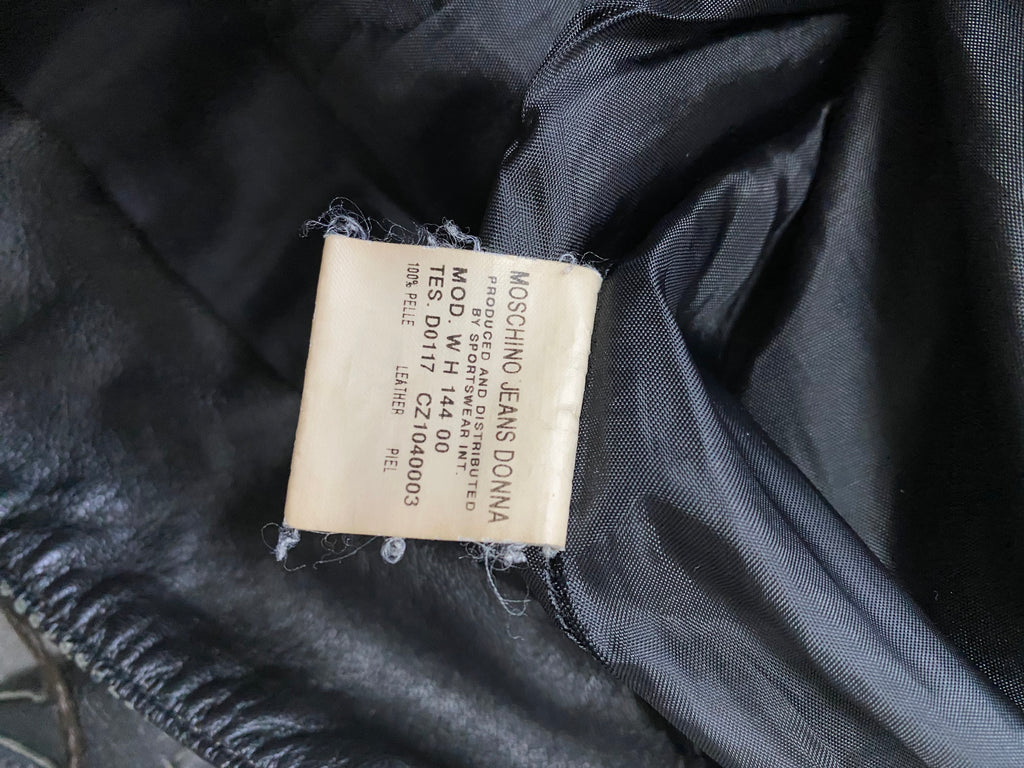 MOSCHINO JEANS DONNA
PRODUCED AND DISTRIBUTED
BY SPORTSWEAR INT.
MOD. W H 144 00
TES. D0117 CZ1040003
100% PELLE LEATHER PIEL